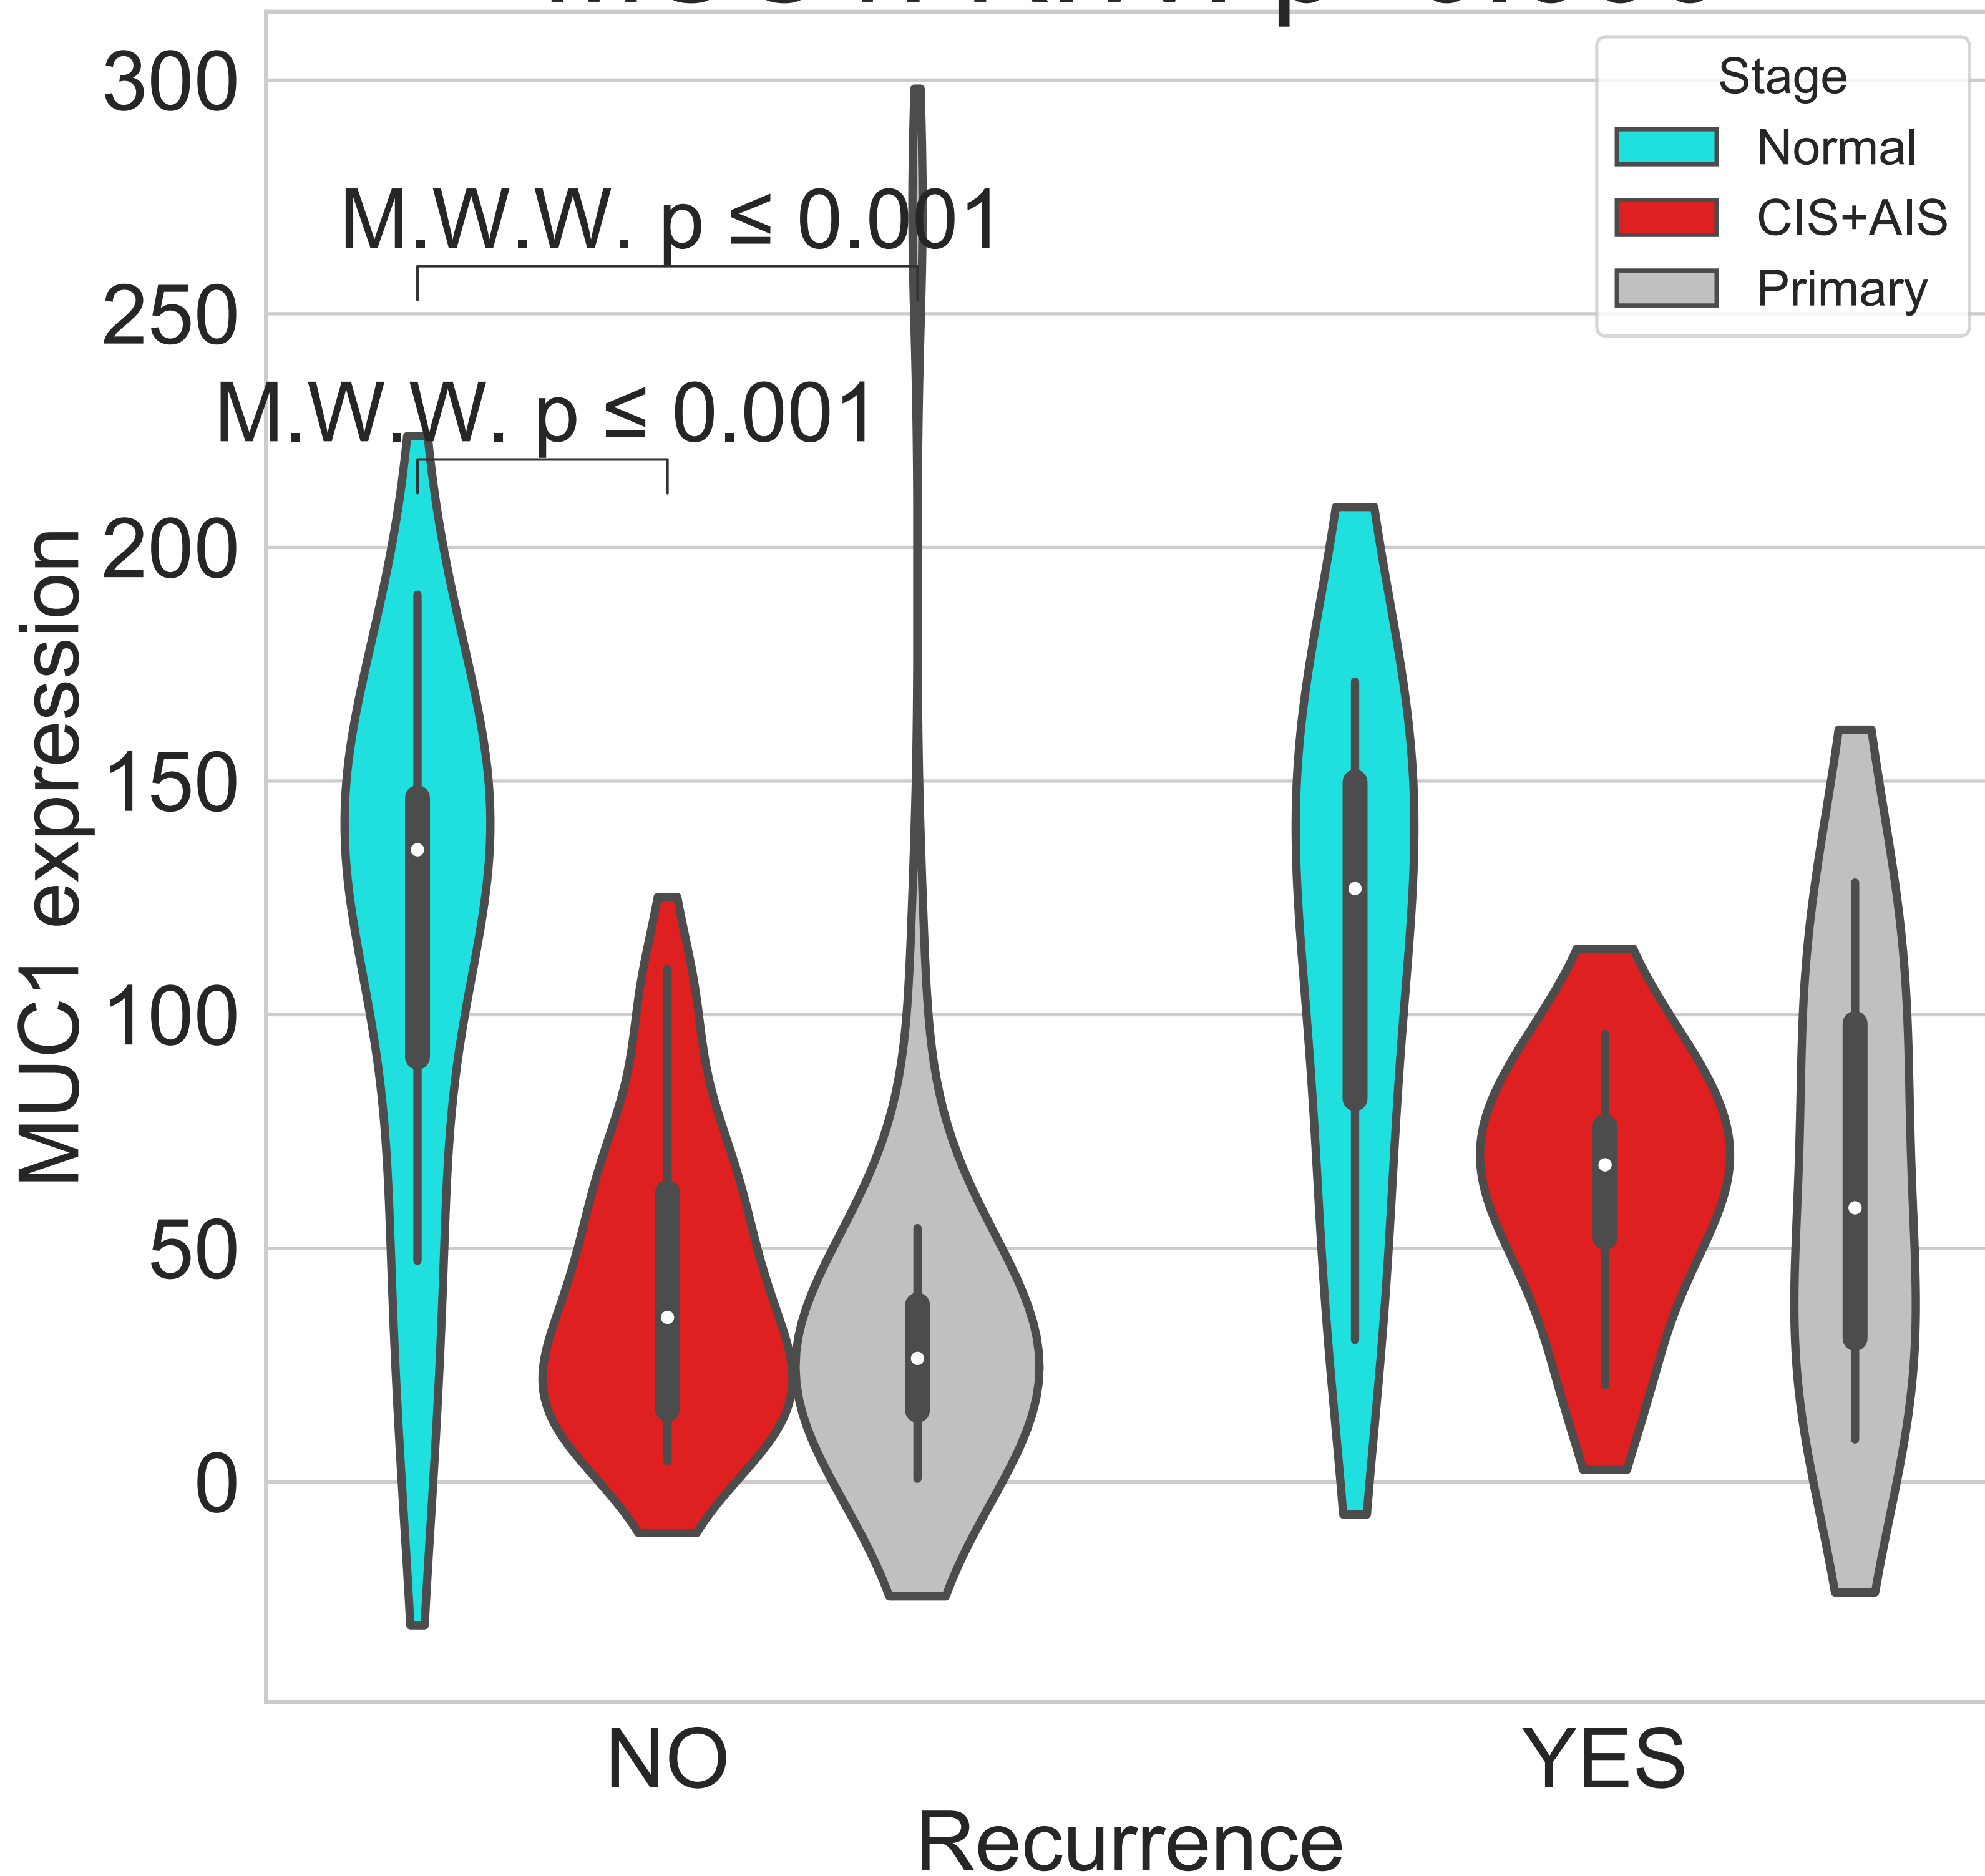 300
250
200
150
100
50
0
MUC1 expression
M.W.W. p ≤ 0.001
M.W.W. p ≤ 0.001
Stage
Normal
CIS+AIS
Primary
NO
YES
Recurrence